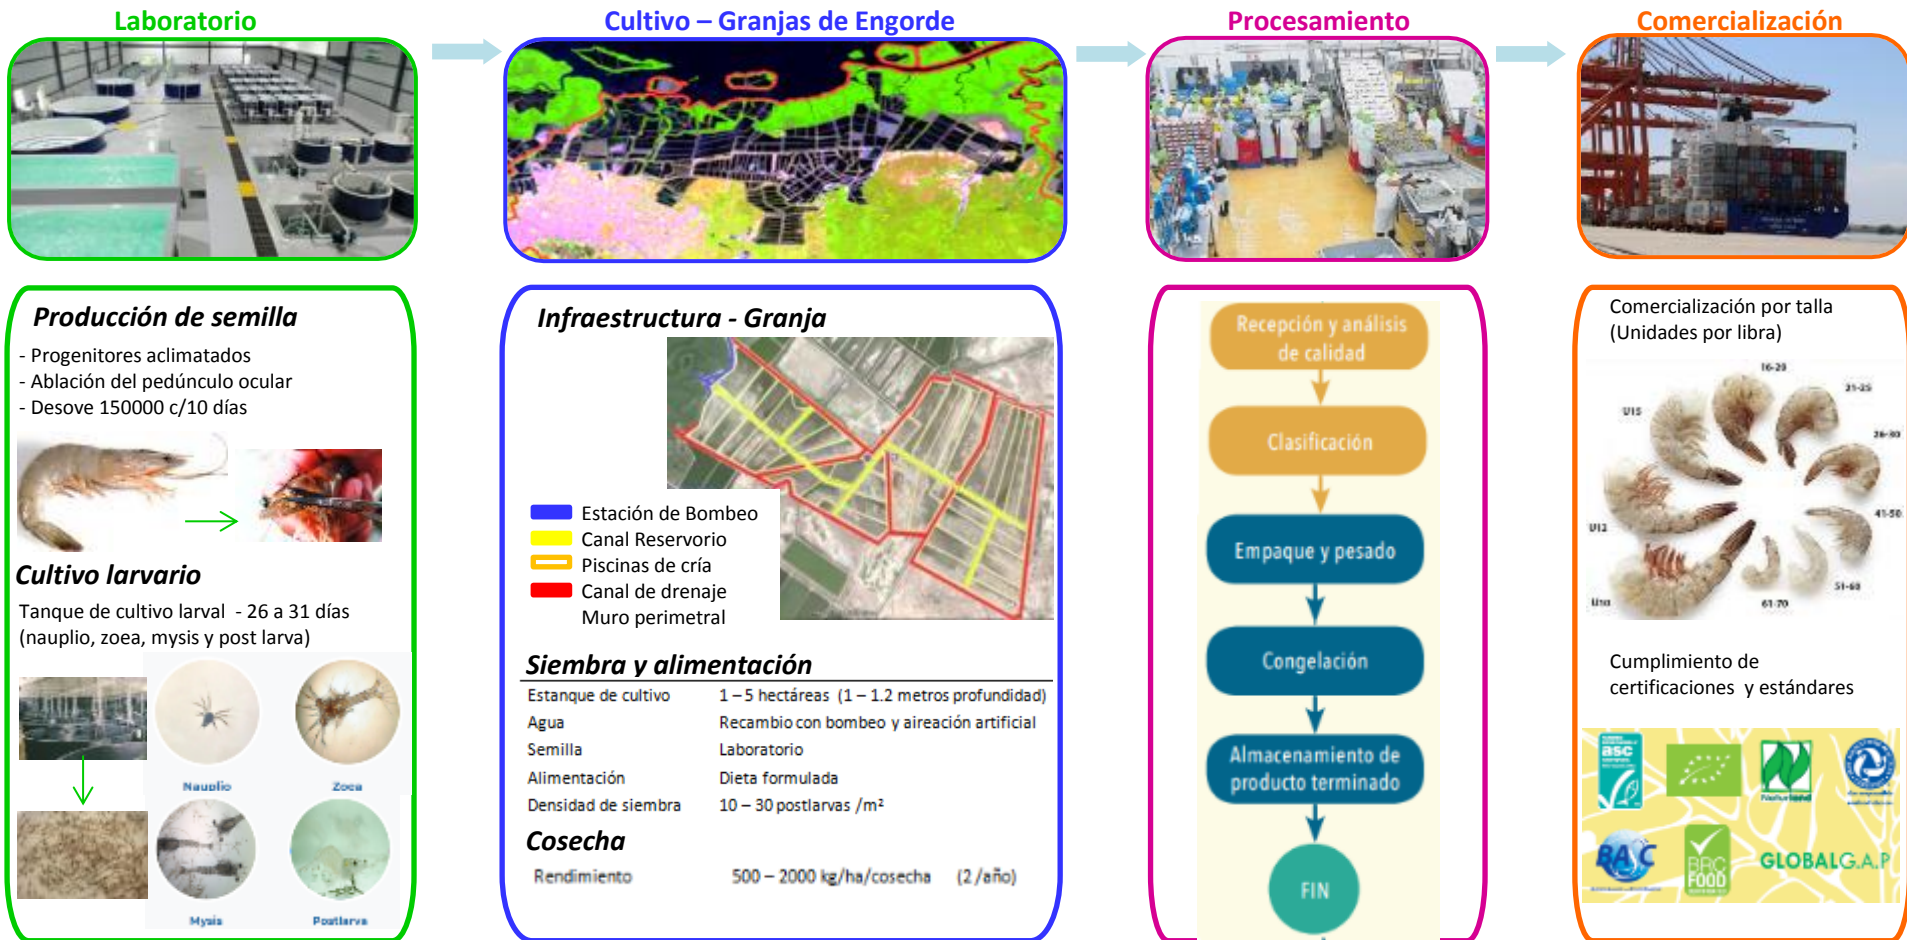 Laboratorio
Cultivo – Granjas de Engorde
Procesamiento
Comercialización
Producción de semilla
- Progenitores aclimatados
- Ablación del pedúnculo ocular
- Desove 150000 c/10 días
Cultivo larvario
Tanque de cultivo larval - 26 a 31 días
(nauplio, zoea, mysis y post larva)
Nauplio
Zoea
Mysis
Postlarva
Infraestructura - Granja
Estación de Bombeo
Canal Reservorio
Piscinas de cría
Canal de drenaje
Muro perimetral
Siembra y alimentación
Estanque de cultivo 1 – 5 hectáreas (1 – 1.2 metros profundidad)
Agua Recambio con bombeo y aireación artificial
Semilla Laboratorio
Alimentación Dieta formulada
Densidad de siembra 10 – 30 postlarvas /m²
Cosecha
Rendimiento 500 – 2000 kg/ha/cosecha (2 /año)
Recepción y análisis
de calidad
Clasificación
Empaque y pesado
Congelación
Almacenamiento de
producto terminado
FIN
Comercialización por talla
(Unidades por libra)
16-20
21-25
U15
26-30
41-50
U12
51-60
U10
61-70
Cumplimiento de
certificaciones y estándares
asc
Naturland
BASC
BRC
FOOD
GLOBALG.A.P